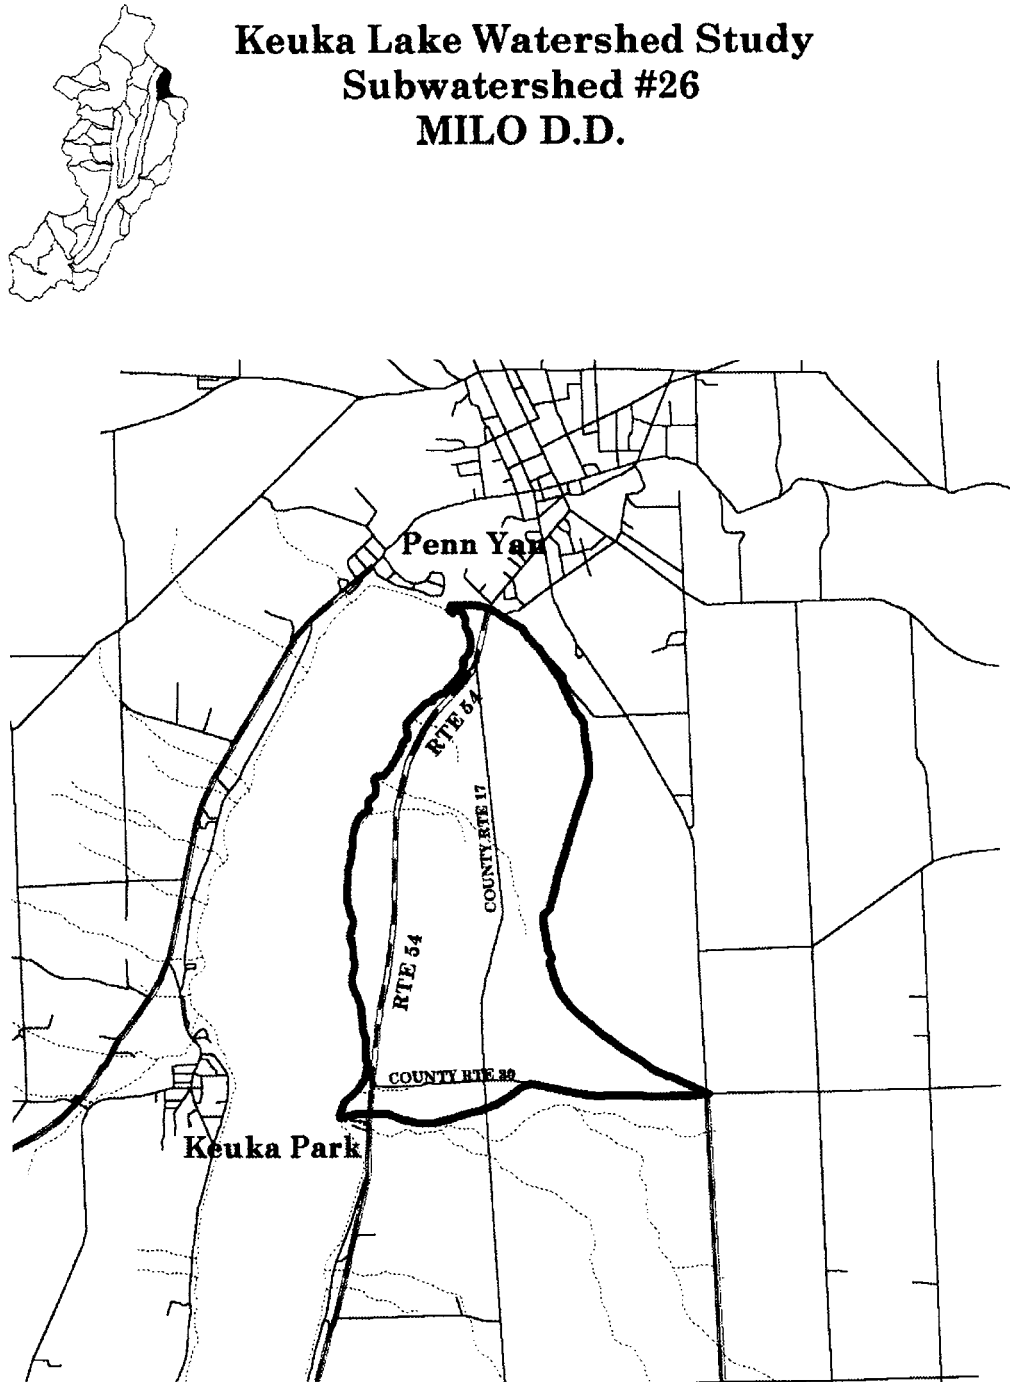 Keuka Lake Watershed Study
Subwatershed #26
MILO D.D.
Penn Yan
RTE 54
COUNTY RTE 17
RTE 54
COUNTY RTE
Keuka Park